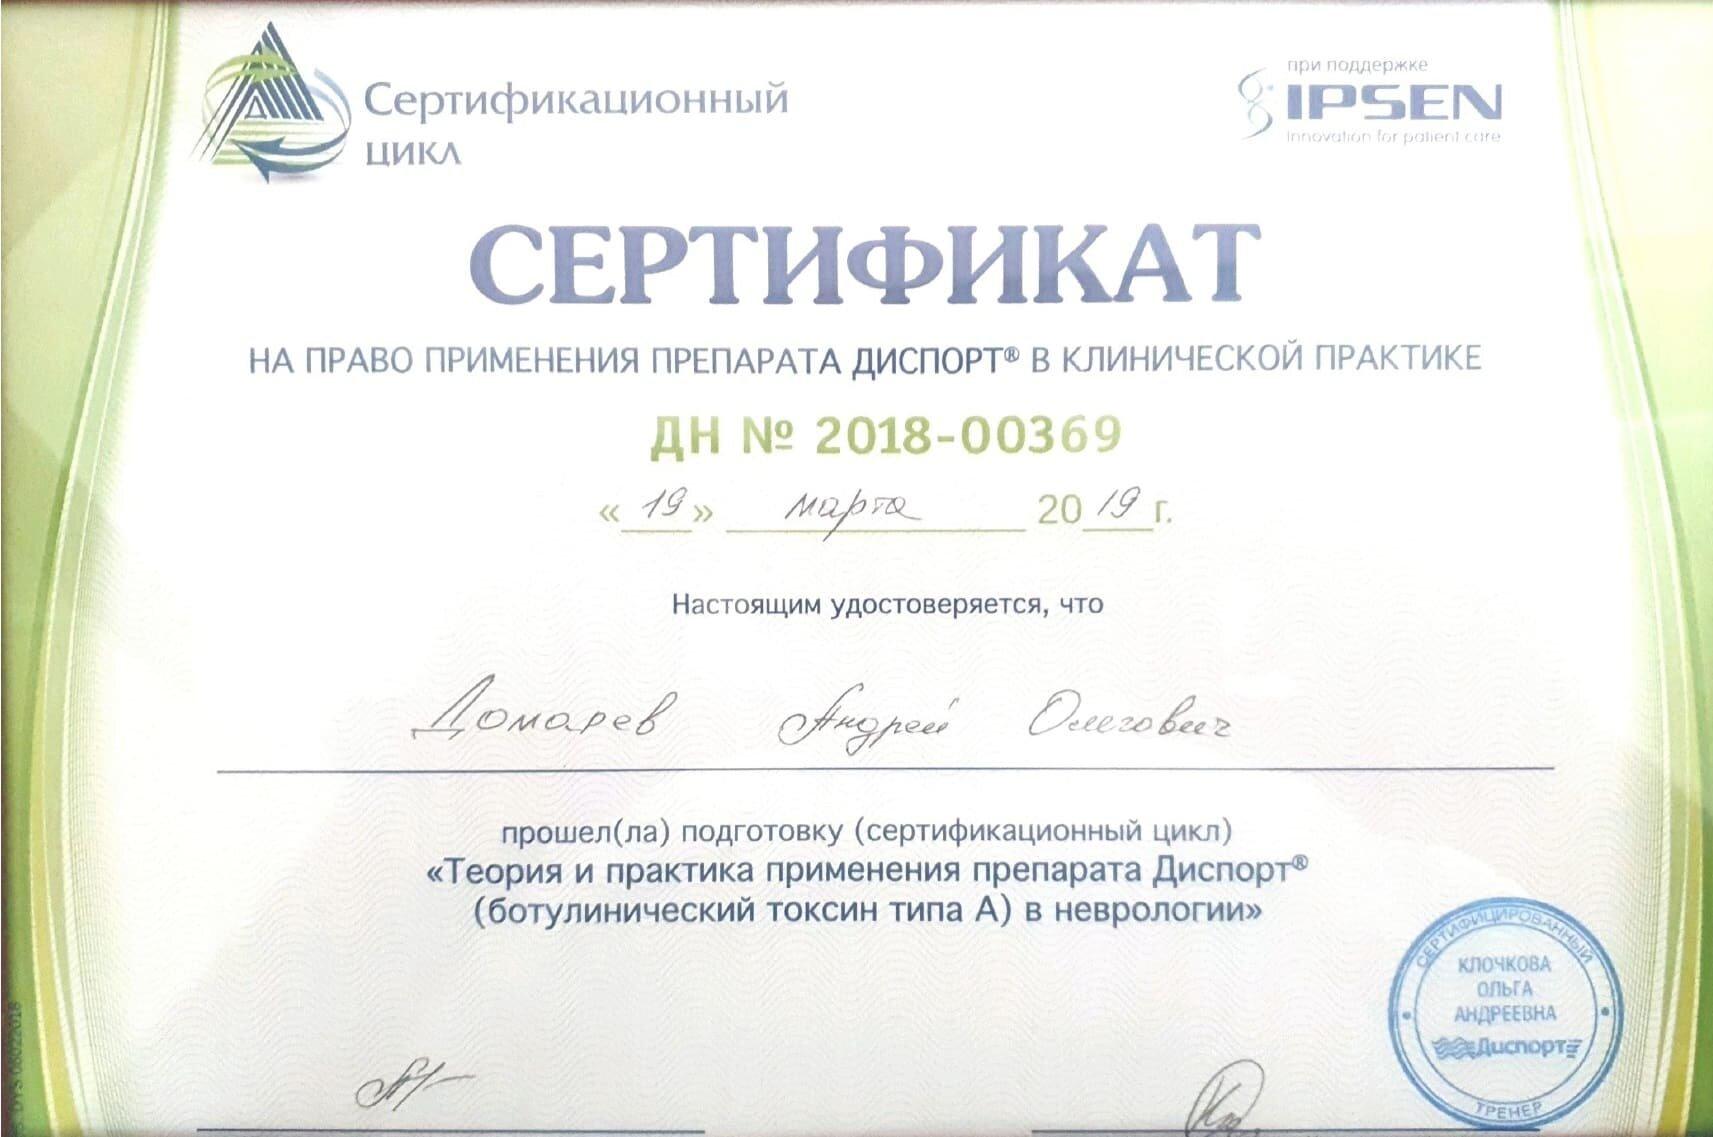 Сертификационный
цикл
при поддержке
IPSEN
Innovation for patient care
СЕРТИФИКАТ
НА ПРАВО ПРИМЕНЕНИЯ ПРЕПАРАТА ДИСПОРТ® В КЛИНИЧЕСКОЙ ПРАКТИКЕ
ДН № 2018-00369
«19» марта 2019 г.
Настоящим удостоверяется, что
Домарев Андрей Олегович
прошел(ла) подготовку (сертификационный цикл)
«Теория и практика применения препарата Диспорт®
(ботулинический токсин типа А) в неврологии»
СЕРТИФИЦИРОВАННЫЙ
КЛОЧКОВА
ОЛЬГА
АНДРЕЕВНА
Диспорт
ТРЕНЕР